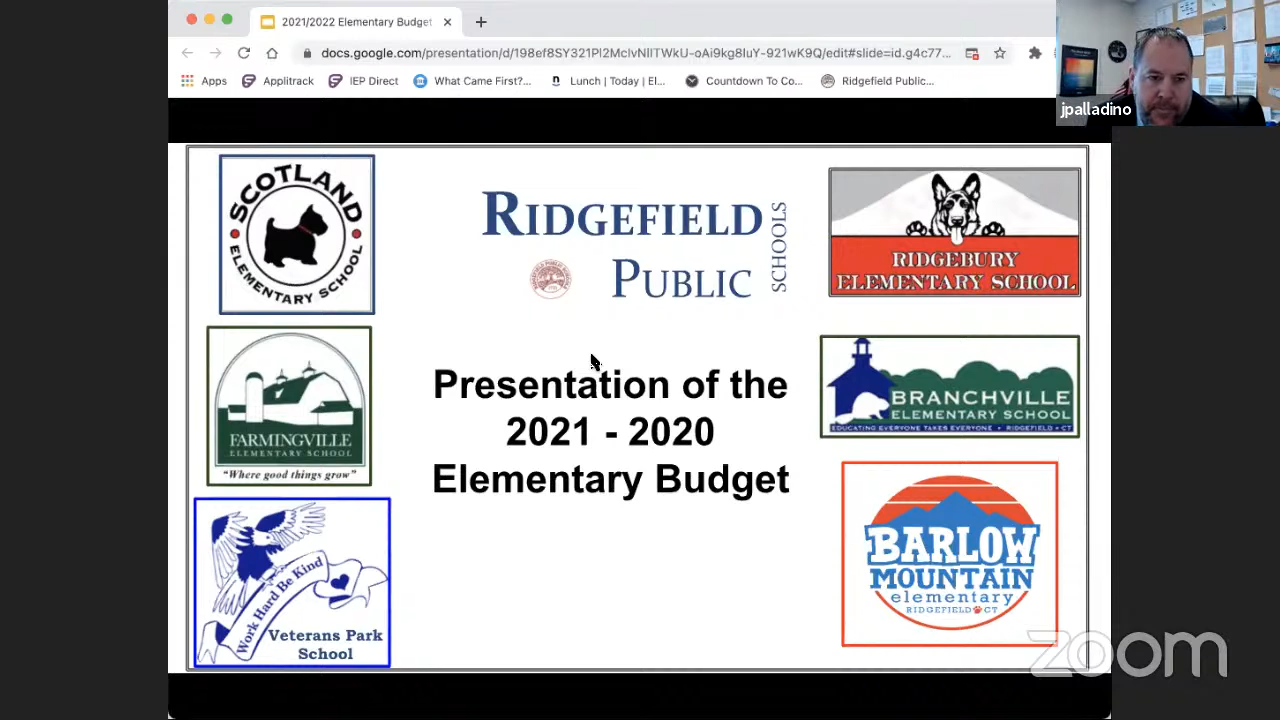 2021/2022 Elementary Budget
docs.google.com/presentation/d/198ef8SY321Pl2MclvNlITWkU-oAi9kg8IuY-921wK9Q/edit#slide=id.g4c77...
Apps
Applitrack
IEP Direct
What Came First?...
Lunch | Today | El...
Countdown To Co...
Ridgefield Public...
jpalladino
SCOTLAND
ELEMENTARY SCHOOL
RIDGEFIELD
PUBLIC
SCHOOLS
RIDGEBURY
ELEMENTARY SCHOOL
FARMINGVILLE
ELEMENTARY SCHOOL
"Where good things grow"
Presentation of the
2021 - 2020
Elementary Budget
BRANCHVILLE
ELEMENTARY SCHOOL
EDUCATING EVERYONE TAKES EVERYONE • RIDGEFIELD • CT
Work Hard Be Kind
Veterans Park
School
BARLOW
MOUNTAIN
elementary
RIDGEFIELD CT
zoom